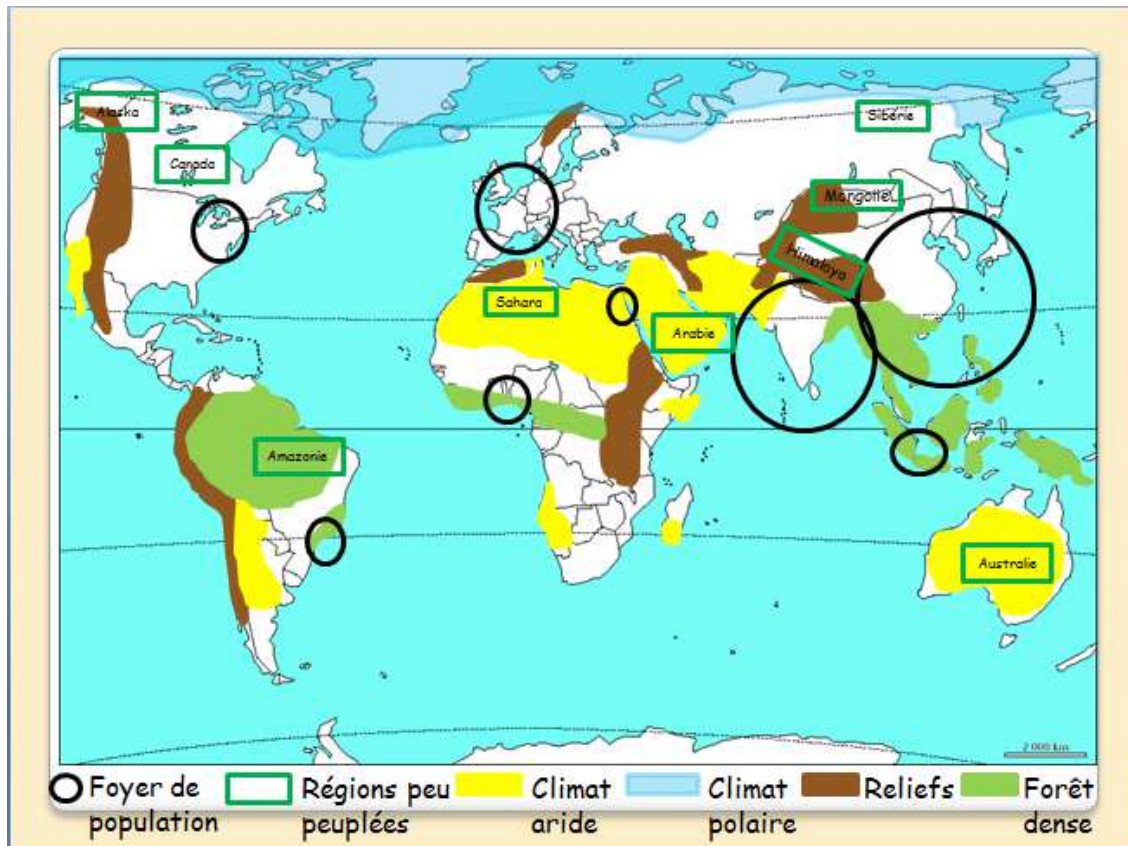 Alaska
Sibérie
Canada
Mongolie
Himalaya
Sahara
Arabie
Amazonie
Australie
2 000 km
Foyer de population
Régions peu peuplées
Climat aride
Climat polaire
Reliefs
Forêt dense